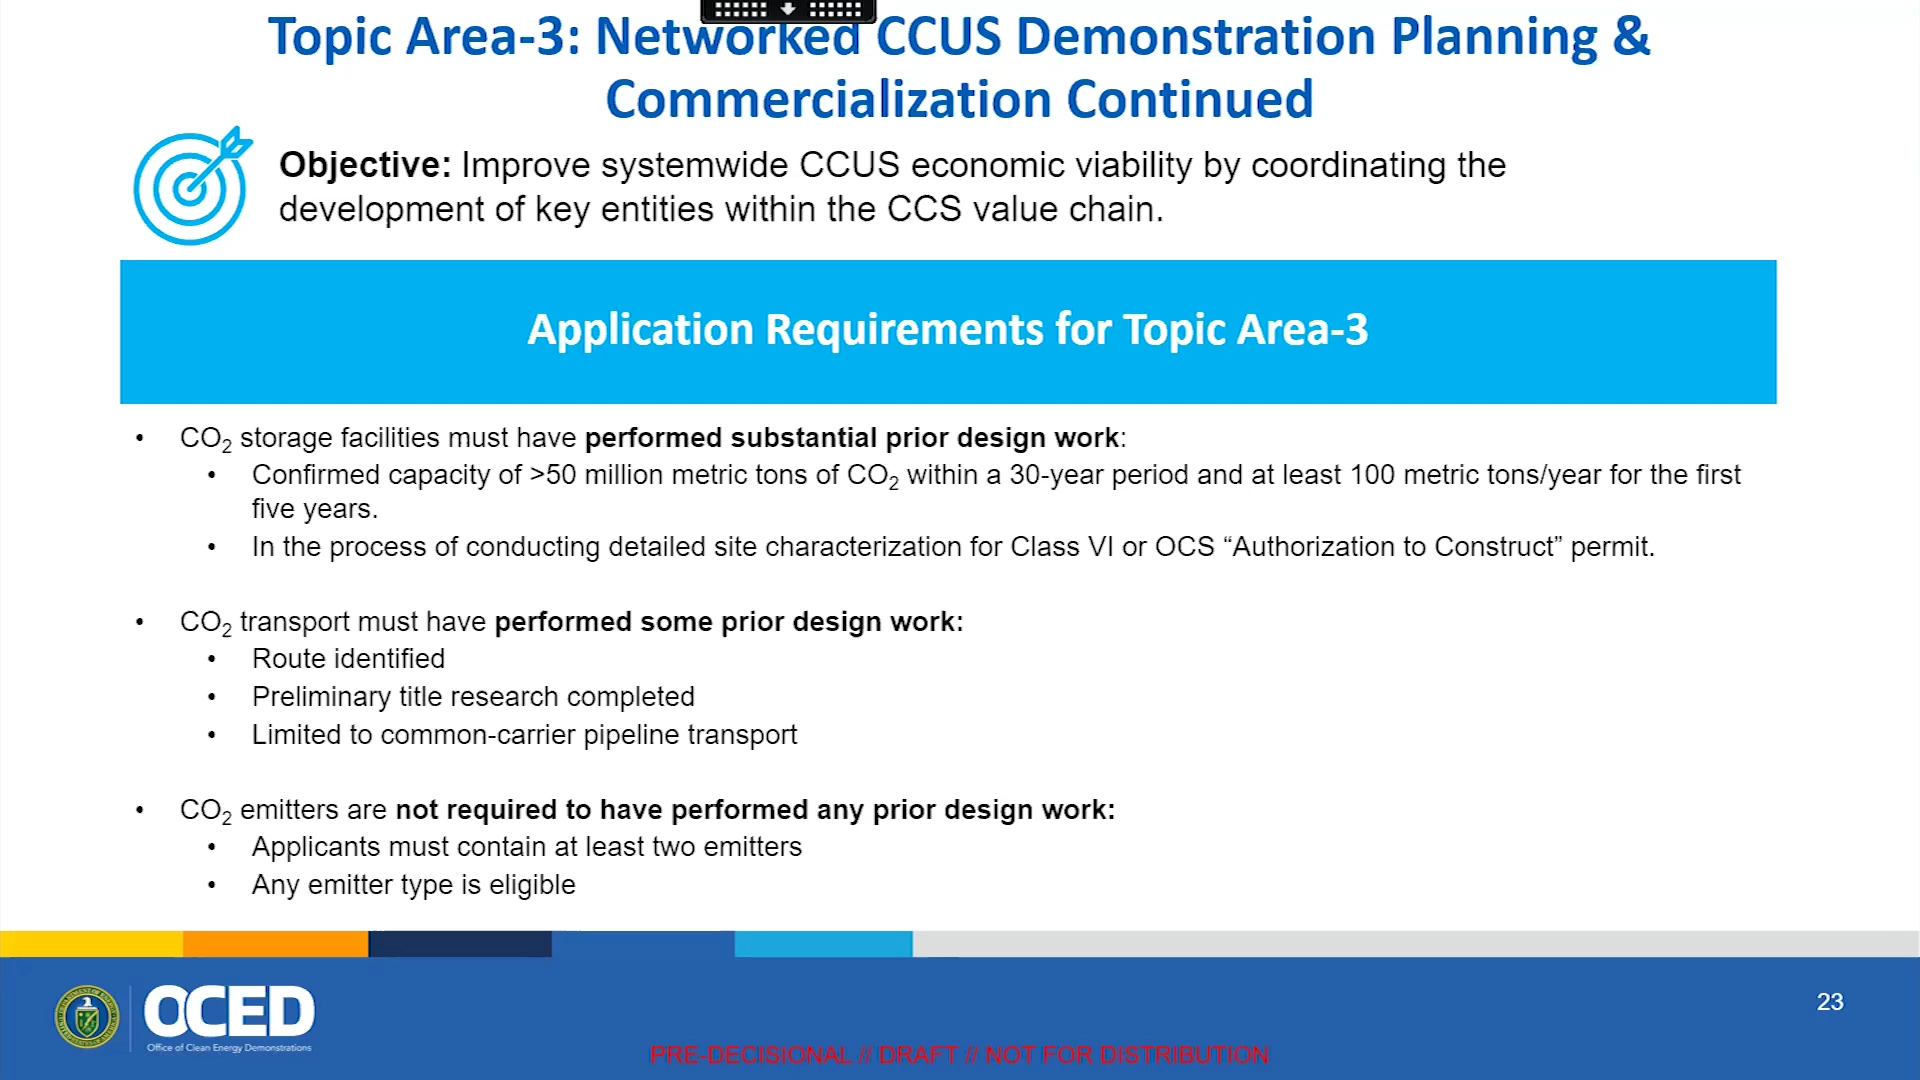 Topic Area-3: Networked CCUS Demonstration Planning &
Commercialization Continued
Objective: Improve systemwide CCUS economic viability by coordinating the
development of key entities within the CCS value chain.
Application Requirements for Topic Area-3
• CO2 storage facilities must have performed substantial prior design work:
• Confirmed capacity of >50 million metric tons of CO2 within a 30-year period and at least 100 metric tons/year for the first
five years.
• In the process of conducting detailed site characterization for Class VI or OCS “Authorization to Construct” permit.
• CO2 transport must have performed some prior design work:
• Route identified
• Preliminary title research completed
• Limited to common-carrier pipeline transport
• CO2 emitters are not required to have performed any prior design work:
• Applicants must contain at least two emitters
• Any emitter type is eligible
OCED
Office of Clean Energy Demonstrations
23
PRE-DECISIONAL // DRAFT // NOT FOR DISTRIBUTION